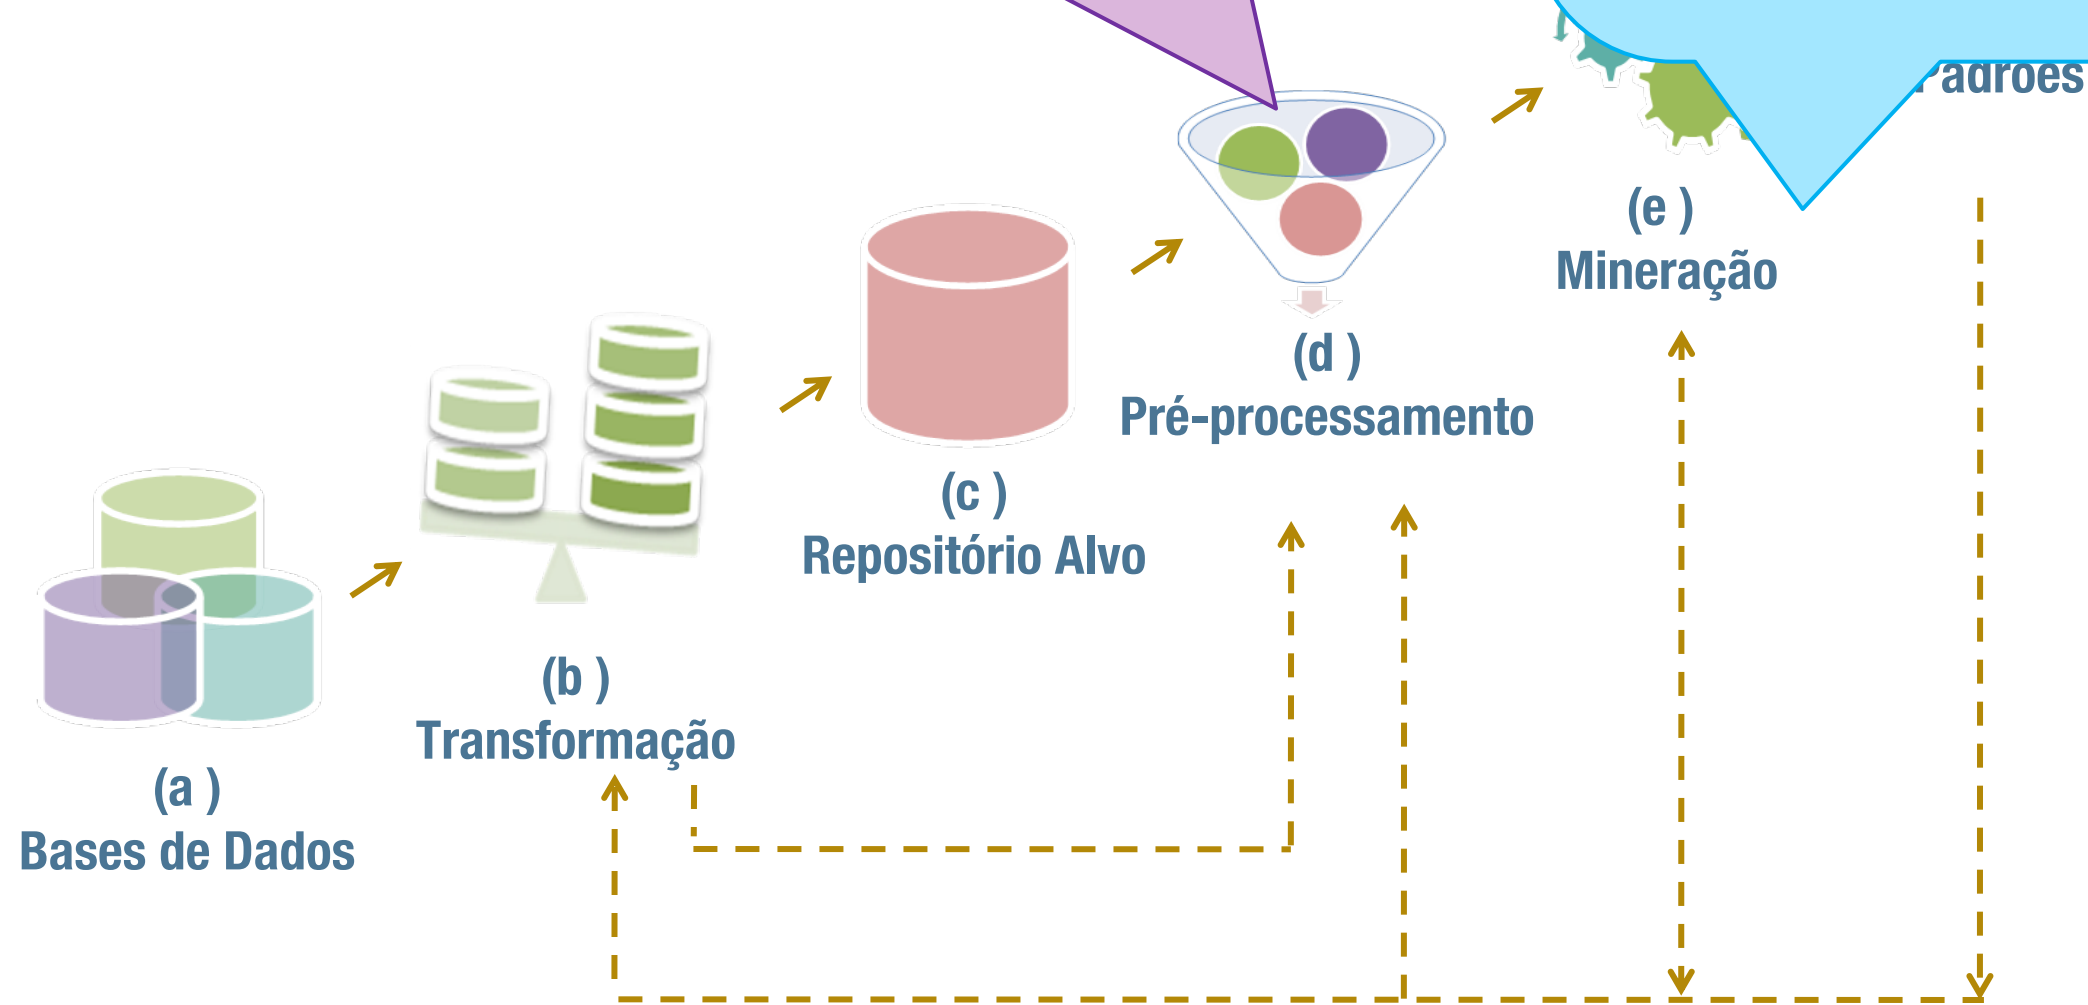 (a )
Bases de Dados
(b )
Transformação
(c )
Repositório Alvo
(d )
Pré-processamento
(e )
Mineração
Padrões